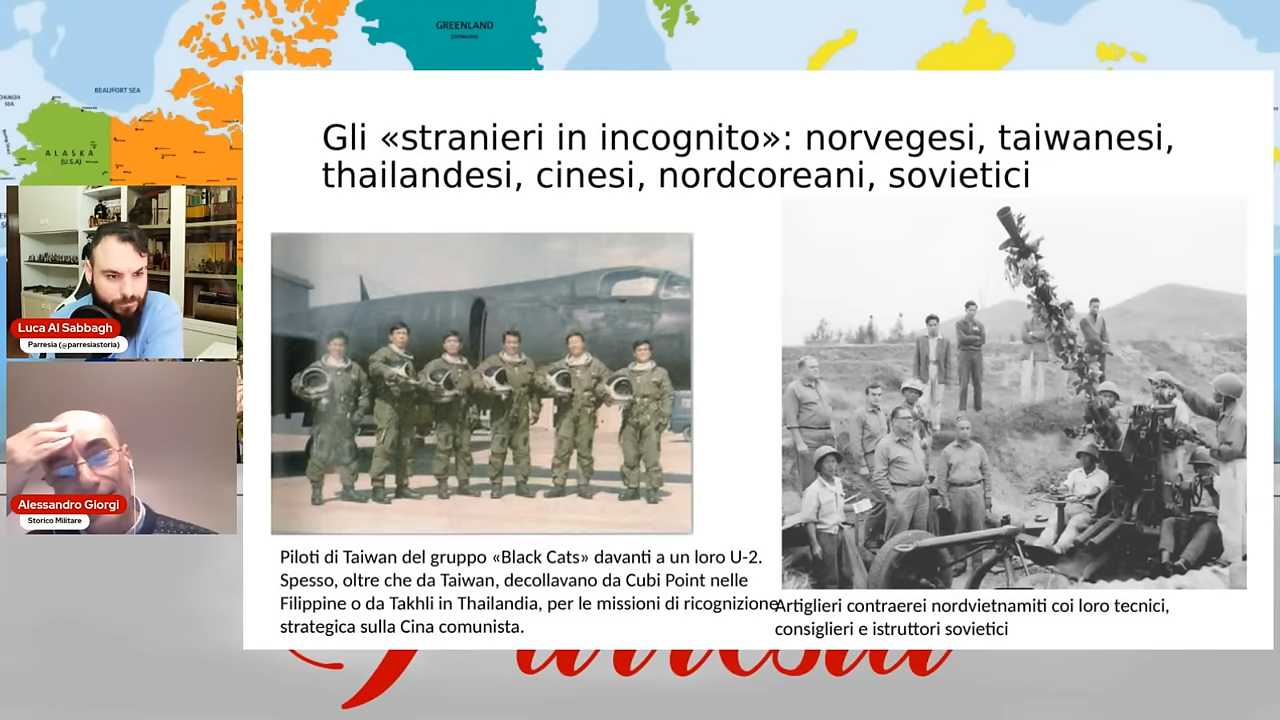 GREENLAND
BEAUFORT SEA
SEA
ALASKA
(U.S.A)
Gli «stranieri in incognito»: norvegesi, taiwanesi,
thailandesi, cinesi, nordcoreani, sovietici
Luca Al Sabbagh
Parresia (@parresiastoria)
Alessandro Giorgi
Storico Militare
Piloti di Taiwan del gruppo «Black Cats» davanti a un loro U-2.
Spesso, oltre che da Taiwan, decollavano da Cubi Point nelle
Filippine o da Takhli in Thailandia, per le missioni di ricognizione
strategica sulla Cina comunista.
Artiglieri contraerei nordvietnamiti coi loro tecnici,
consiglieri e istruttori sovietici